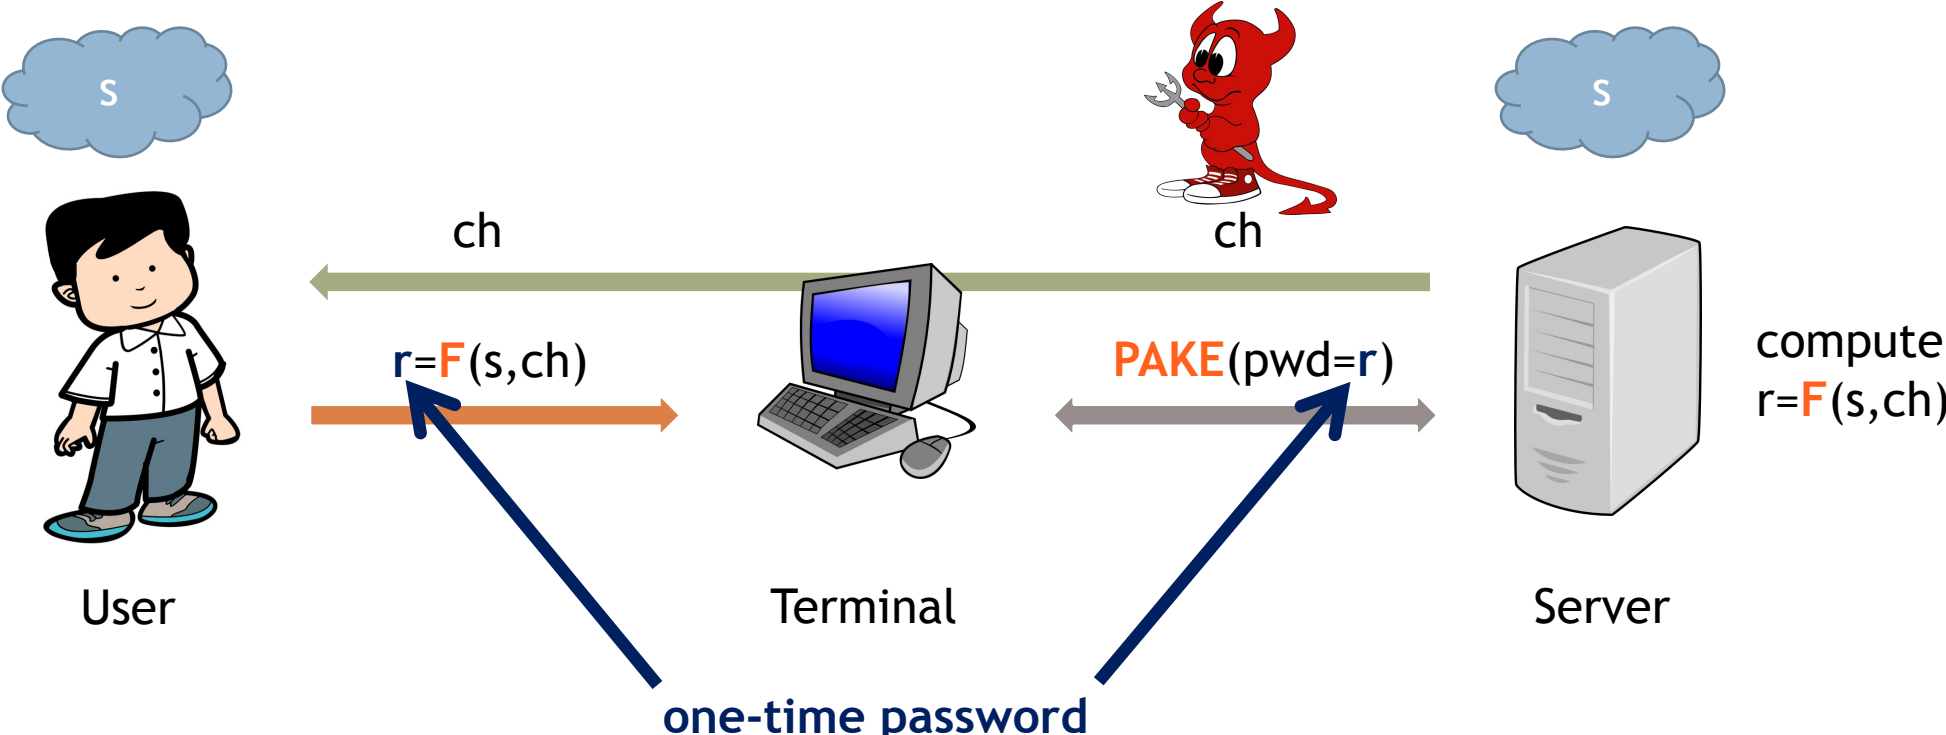 s
s
ch
ch
r=F(s,ch)
PAKE(pwd=r)
compute
r=F(s,ch)
User
Terminal
Server
one-time password